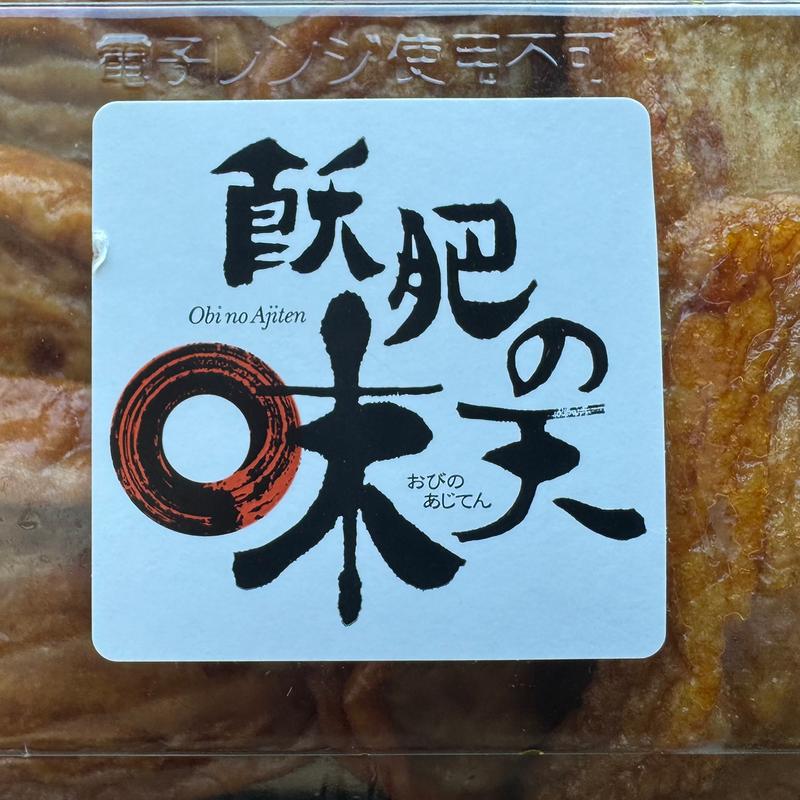 電子レンジ使用不可
飫肥の
Obi no Ajiten
味天
おびの
あじてん